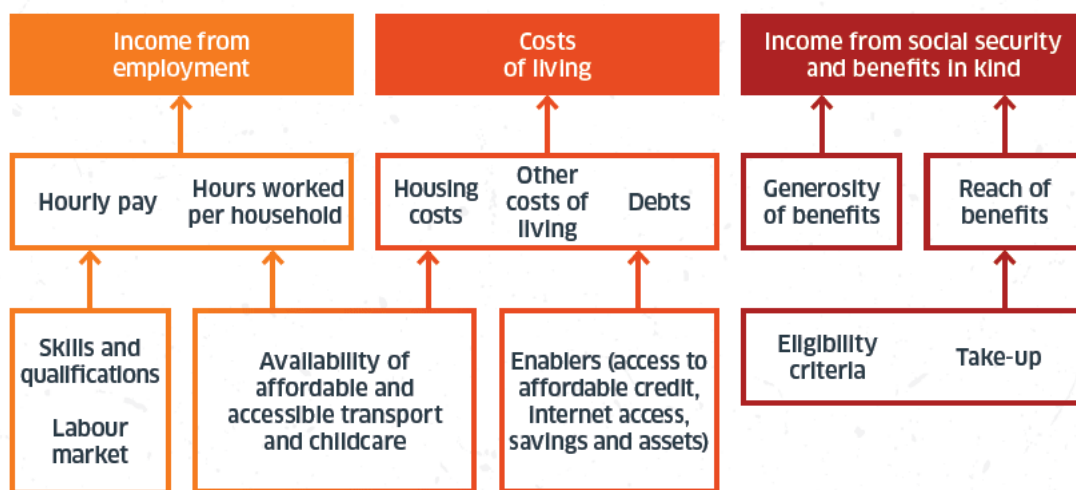 Income from
employment
Costs
of living
Income from social security
and benefits in kind
Hourly pay
Hours worked
per household
Housing
costs
Other
costs of
living
Debts
Generosity
of benefits
Reach of
benefits
Skills and
qualifications
Labour
market
Availability of
affordable and
accessible transport
and childcare
Enablers (access to
affordable credit,
internet access,
savings and assets)
Eligibility
criteria
Take-up